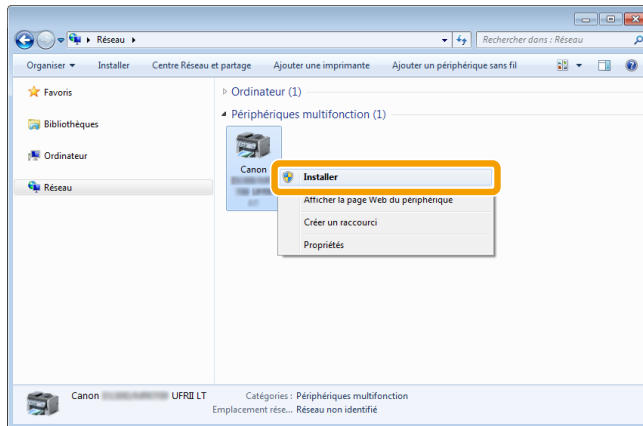 Réseau
Rechercher dans : Réseau
Organiser Installer Centre Réseau et partage Ajouter une imprimante Ajouter un périphérique sans fil
Favoris
Bibliothèques
Ordinateur
Réseau
Ordinateur (1)
Périphériques multifonction (1)
Canon
Installer
Afficher la page Web du périphérique
Créer un raccourci
Propriétés
Canon UFRII LT
Catégories : Périphériques multifonction
Emplacement rése... Réseau non identifié